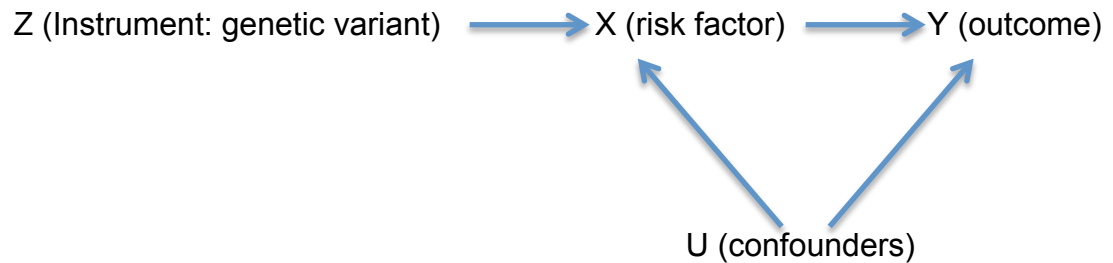 Z (Instrument: genetic variant) X (risk factor) Y (outcome)
U (confounders)